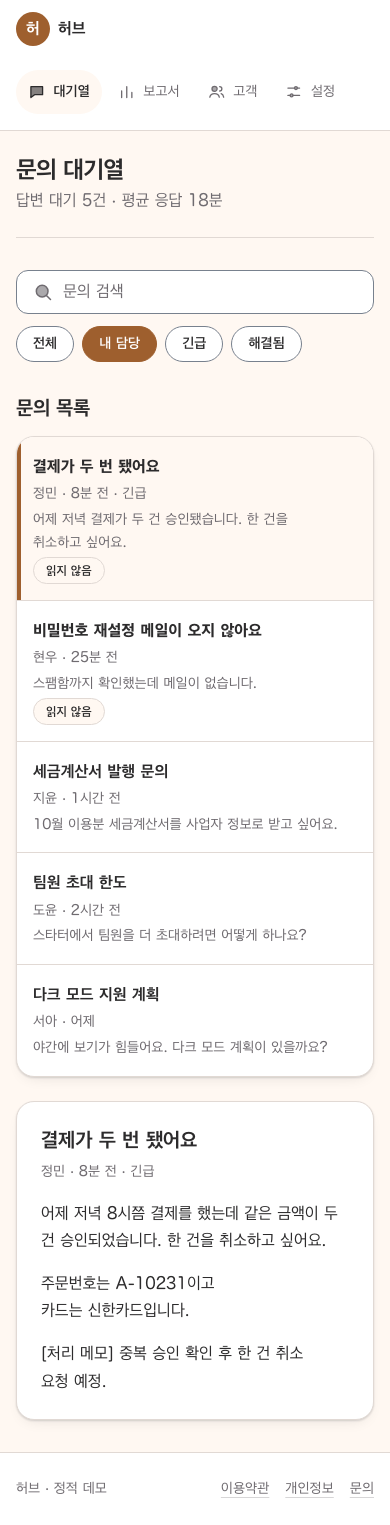 허 허브
대기열 보고서 고객 설정
문의 대기열
답변 대기 5건 · 평균 응답 18분
문의 검색
전체 내 담당 긴급 해결됨
문의 목록
결제가 두 번 됐어요
정민 · 8분 전 · 긴급
어제 저녁 결제가 두 건 승인됐습니다. 한 건을
취소하고 싶어요.
읽지 않음
비밀번호 재설정 메일이 오지 않아요
현우 · 25분 전
스팸함까지 확인했는데 메일이 없습니다.
읽지 않음
세금계산서 발행 문의
지윤 · 1시간 전
10월 이용분 세금계산서를 사업자 정보로 받고 싶어요.
팀원 초대 한도
도윤 · 2시간 전
스타터에서 팀원을 더 초대하려면 어떻게 하나요?
다크 모드 지원 계획
서아 · 어제
야간에 보기가 힘들어요. 다크 모드 계획이 있을까요?
결제가 두 번 됐어요
정민 · 8분 전 · 긴급
어제 저녁 8시쯤 결제를 했는데 같은 금액이 두
건 승인되었습니다. 한 건을 취소하고 싶어요.
주문번호는 A-10231이고
카드는 신한카드입니다.
[처리 메모] 중복 승인 확인 후 한 건 취소
요청 예정.
허브 · 정적 데모 이용약관 개인정보 문의